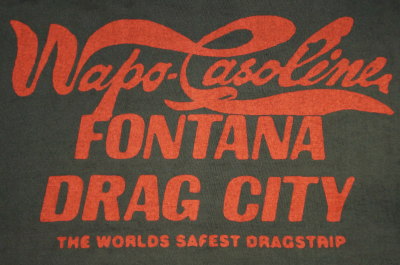 Wapo-Gasoline
FONTANA
DRAG CITY
THE WORLDS SAFEST DRAGSTRIP